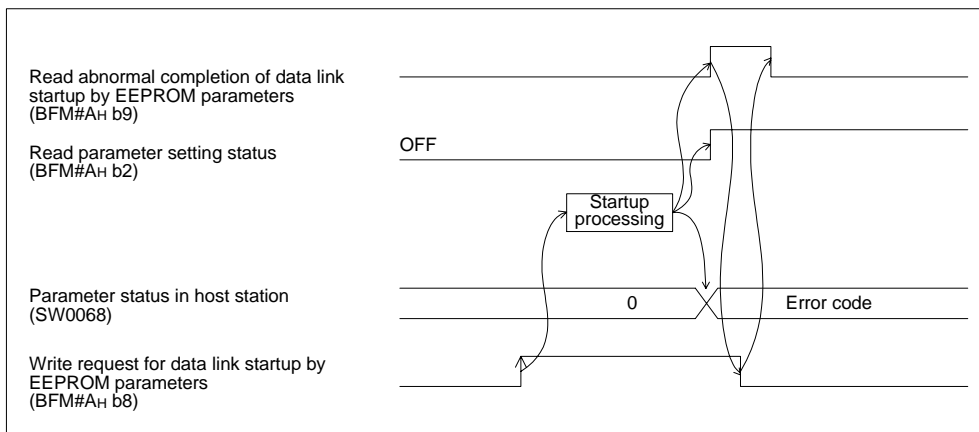 Read abnormal completion of data link
startup by EEPROM parameters
(BFM#AH b9)
Read parameter setting status
(BFM#AH b2)
OFF
Startup
processing
Parameter status in host station
(SW0068)
0
Error code
Write request for data link startup by
EEPROM parameters
(BFM#AH b8)